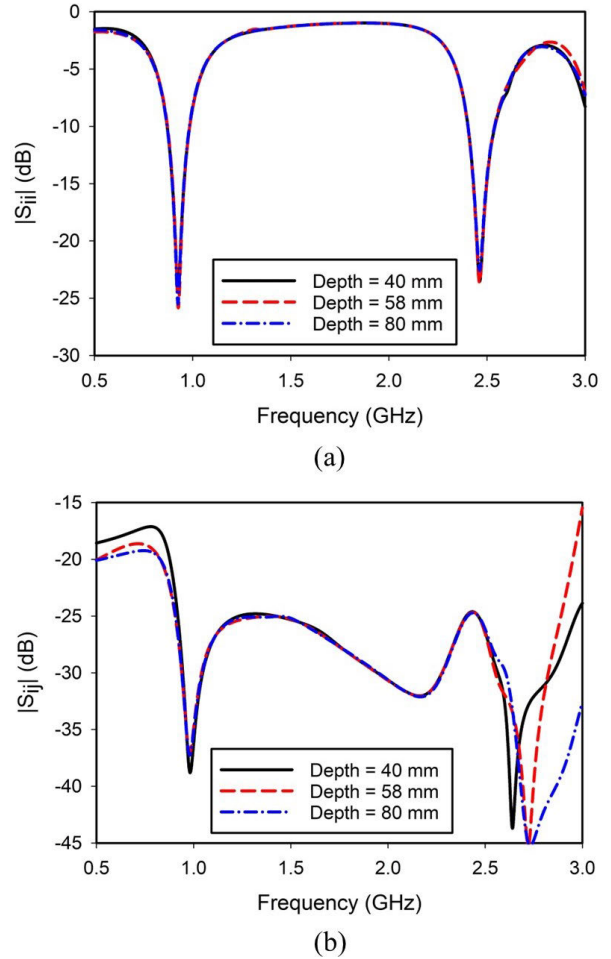 0
-5
-10
-15
-20
-25
-30
|Sii| (dB)
Depth = 40 mm
Depth = 58 mm
Depth = 80 mm
0.5 1.0 1.5 2.0 2.5 3.0
Frequency (GHz)
(a)
-15
-20
-25
-30
-35
-40
-45
|Sij| (dB)
Depth = 40 mm
Depth = 58 mm
Depth = 80 mm
0.5 1.0 1.5 2.0 2.5 3.0
Frequency (GHz)
(b)